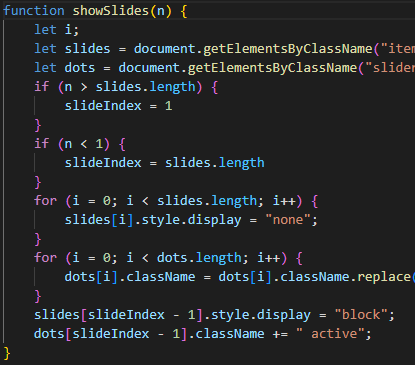 function showSlides(n) {
let i;
let slides = document.getElementsByClassName("item
let dots = document.getElementsByClassName("slider
if (n > slides.length) {
slideIndex = 1
}
if (n < 1) {
slideIndex = slides.length
}
for (i = 0; i < slides.length; i++) {
slides[i].style.display = "none";
}
for (i = 0; i < dots.length; i++) {
dots[i].className = dots[i].className.replace(
}
slides[slideIndex - 1].style.display = "block";
dots[slideIndex - 1].className += " active";
}